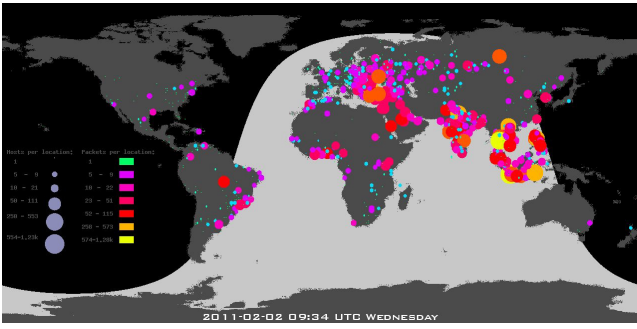 Hosts per location: Packets per location:
1 1
5 - 9 5 - 9
10 - 21 10 - 22
50 - 111 23 - 51
250 - 553 52 - 115
554-1,23k 250 - 573
574-1,28k
2011-02-02 09:34 UTC Wednesday